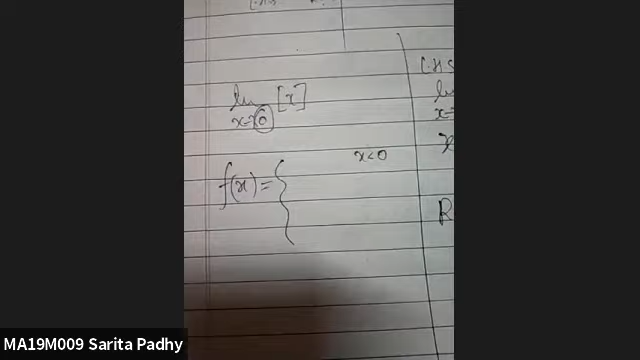 lim [x]
x→0
f(x) = {
x<0
R
MA19M009 Sarita Padhy